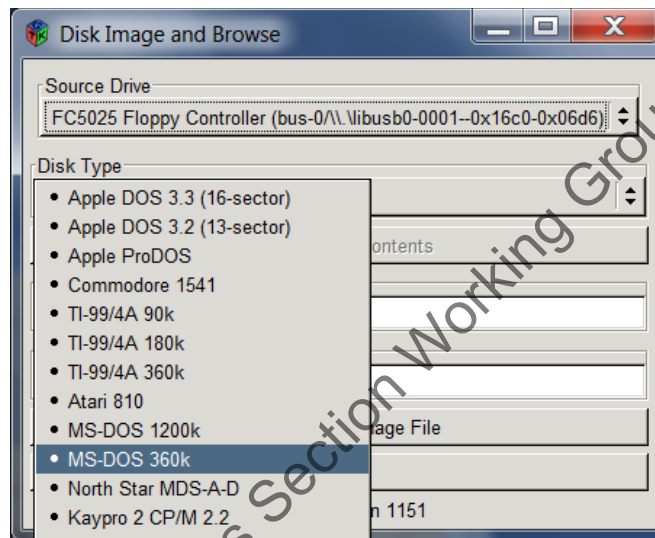 Disk Image and Browse
Source Drive
FC5025 Floppy Controller (bus-0/\\.\libusb0-0001--0x16c0-0x06d6)
Disk Type
Apple DOS 3.3 (16-sector)
Apple DOS 3.2 (13-sector)
Apple ProDOS
ontents
Commodore 1541
TI-99/4A 90k
TI-99/4A 180k
TI-99/4A 360k
Atari 810
MS-DOS 1200k
age File
MS-DOS 360k
North Star MDS-A-D
Kaypro 2 CP/M 2.2
n 1151
s Section Working Grou